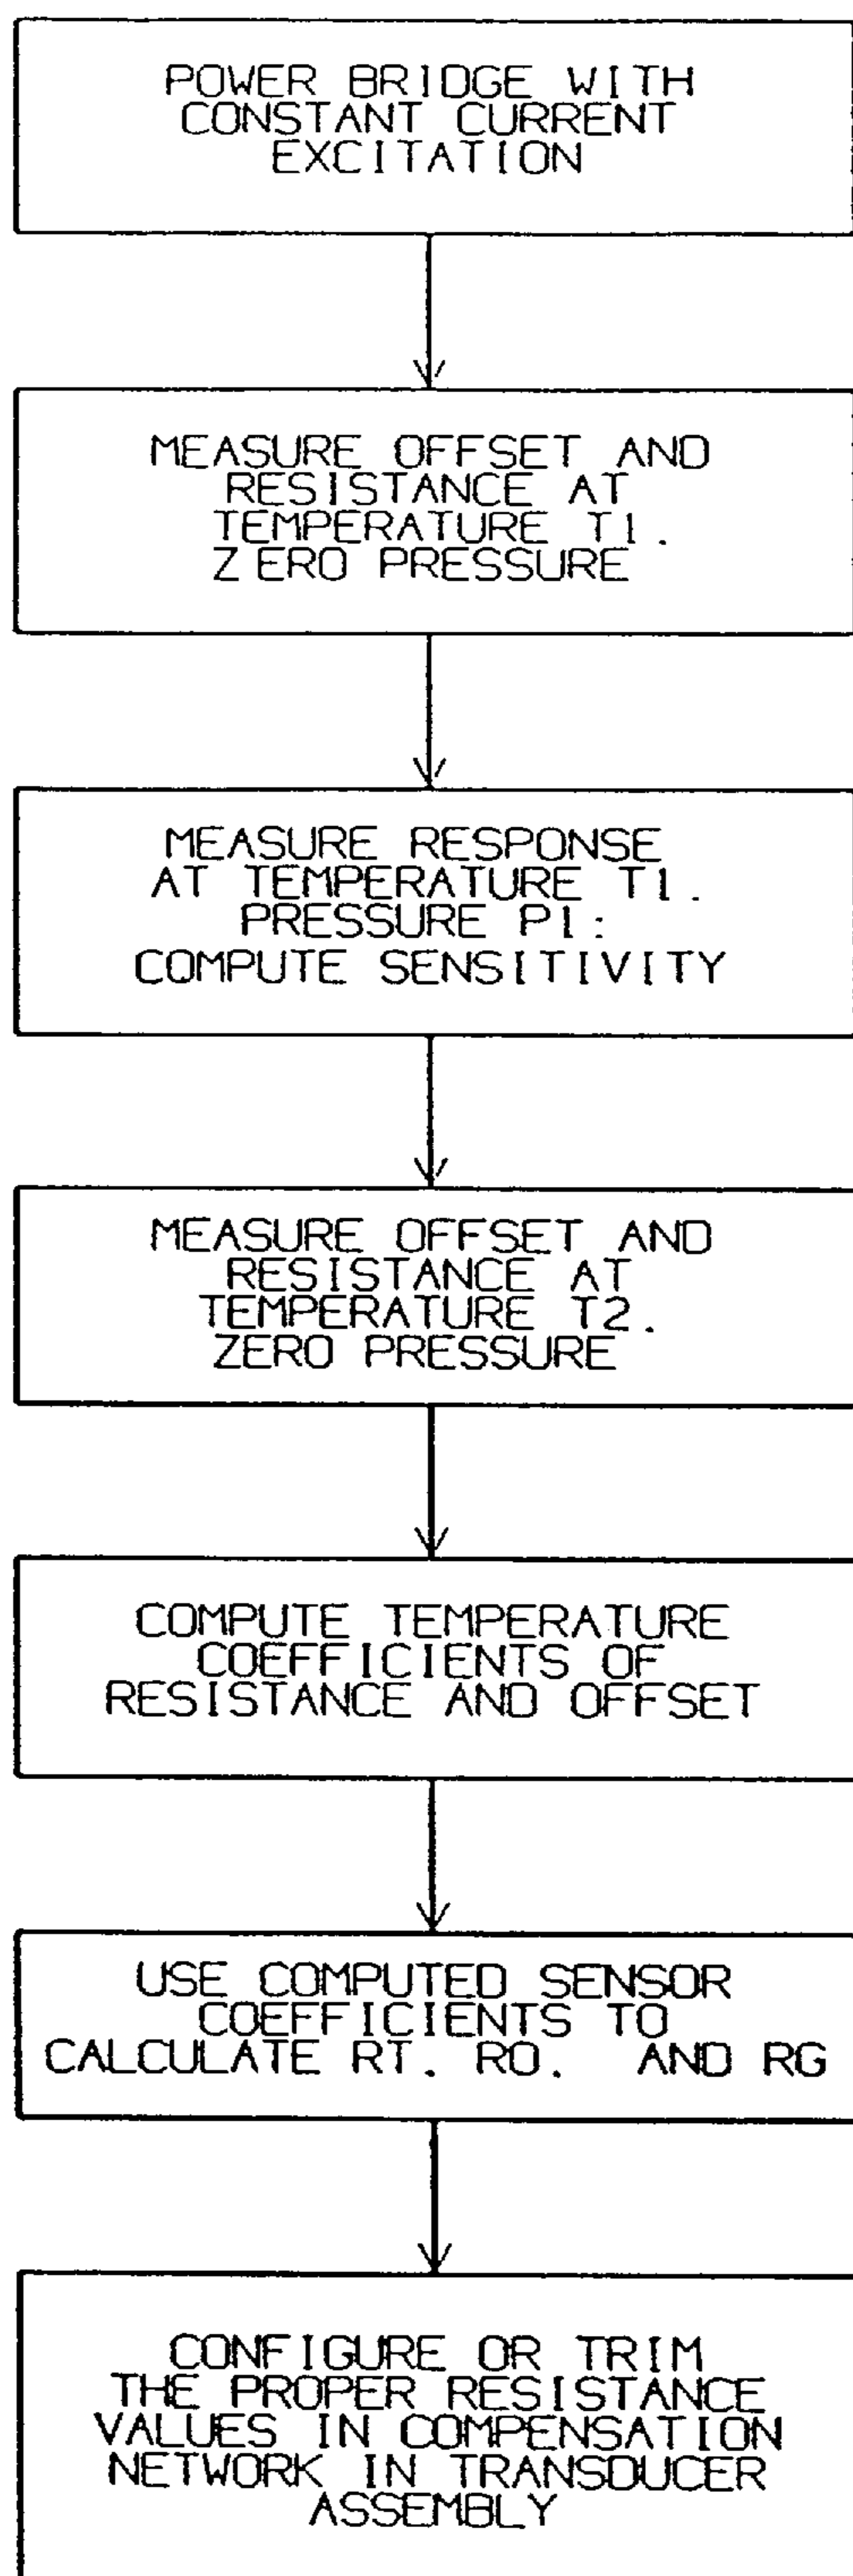 POWER BRIDGE WITH
CONSTANT CURRENT
EXCITATION
MEASURE OFFSET AND
RESISTANCE AT
TEMPERATURE T1.
ZERO PRESSURE
MEASURE RESPONSE
AT TEMPERATURE T1.
PRESSURE P1:
COMPUTE SENSITIVITY
MEASURE OFFSET AND
RESISTANCE AT
TEMPERATURE T2.
ZERO PRESSURE
COMPUTE TEMPERATURE
COEFFICIENTS OF
RESISTANCE AND OFFSET
USE COMPUTED SENSOR
COEFFICIENTS TO
CALCULATE RT. RO. AND RG
CONFIGURE OR TRIM
THE PROPER RESISTANCE
VALUES IN COMPENSATION
NETWORK IN TRANSDUCER
ASSEMBLY